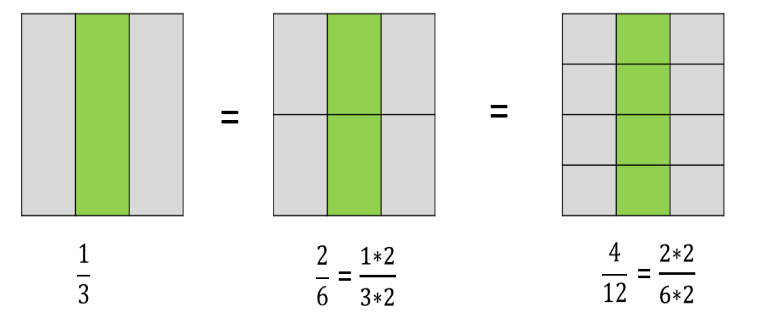 = =
1/3 2/6 = 1*2/3*2 4/12 = 2*2/6*2